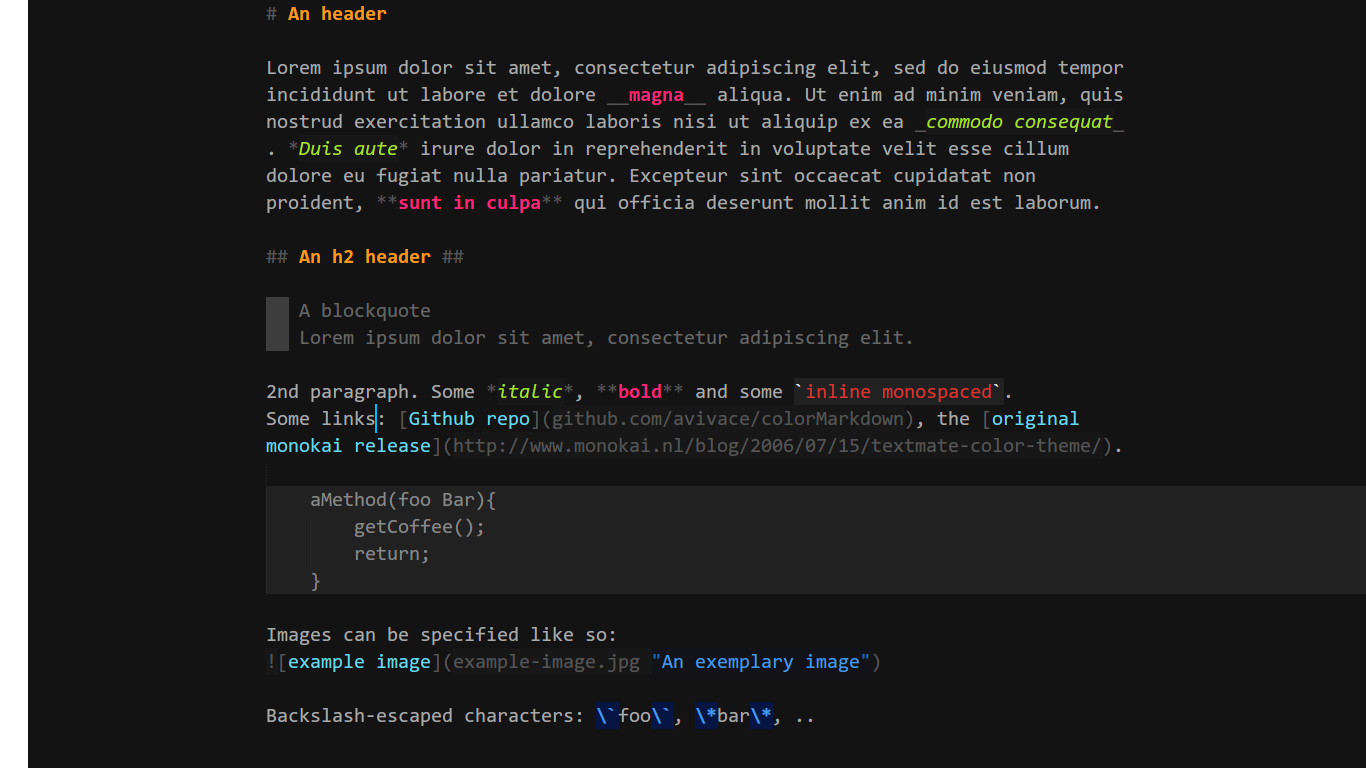 # An header
Lorem ipsum dolor sit amet, consectetur adipiscing elit, sed do eiusmod tempor
incididunt ut labore et dolore __magna__ aliqua. Ut enim ad minim veniam, quis
nostrud exercitation ullamco laboris nisi ut aliquip ex ea _commodo consequat_
. *Duis aute* irure dolor in reprehenderit in voluptate velit esse cillum
dolore eu fugiat nulla pariatur. Excepteur sint occaecat cupidatat non
proident, **sunt in culpa** qui officia deserunt mollit anim id est laborum.
## An h2 header ##
A blockquote
Lorem ipsum dolor sit amet, consectetur adipiscing elit.
2nd paragraph. Some *italic*, **bold** and some `inline monospaced`.
Some links: [Github repo](github.com/avivace/colorMarkdown), the [original
monokai release](http://www.monokai.nl/blog/2006/07/15/textmate-color-theme/).
    aMethod(foo Bar){
        getCoffee();
        return;
    }
Images can be specified like so:
![example image](example-image.jpg "An exemplary image")
Backslash-escaped characters: \`foo\`, \*bar\*, ..